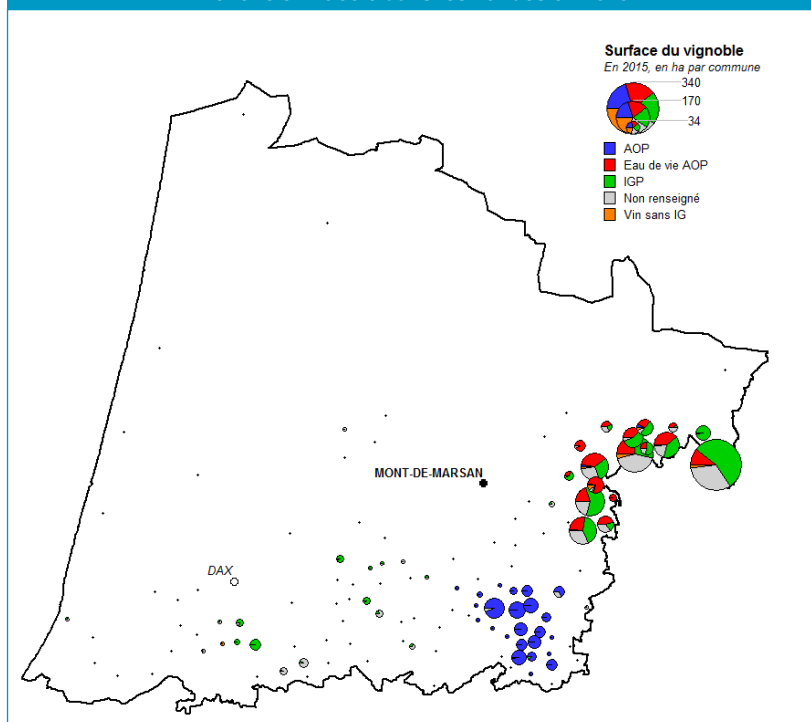 Surface du vignoble
En 2015, en ha par commune
340
170
34
AOP
Eau de vie AOP
IGP
Non renseigné
Vin sans IG
MONT-DE-MARSAN
DAX